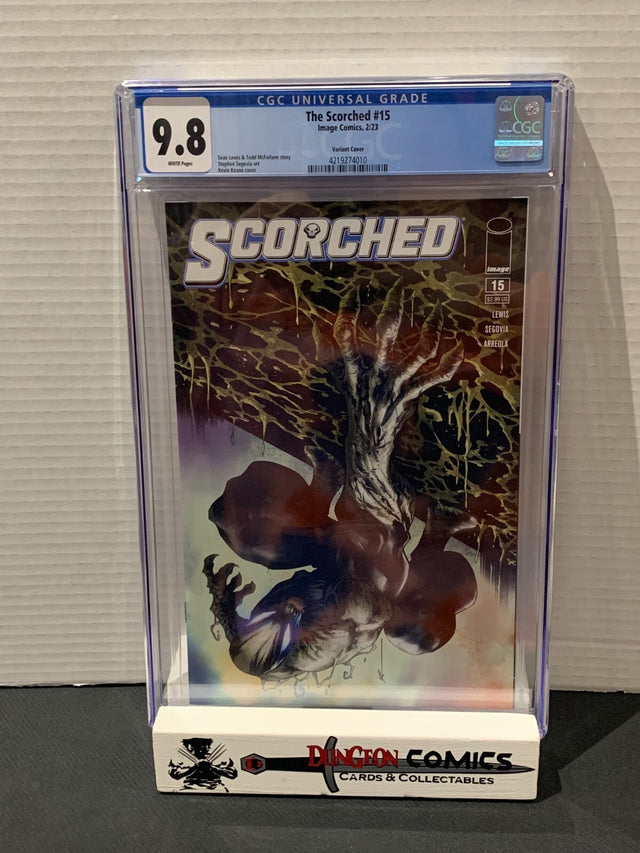 CGC UNIVERSAL GRADE
9.8
WHITE Pages
The Scorched #15
Image Comics, 2/23
Variant Cover
4219274010
Sean Lewis & Todd McFarlane story
Stephen Segovia art
Kevin Keane cover
CGC
SCORCHED
image
15
$2.99 US
LEWIS
SEGOVIA
ARREOLA
DUNGEON COMICS
CARDS & COLLECTABLES